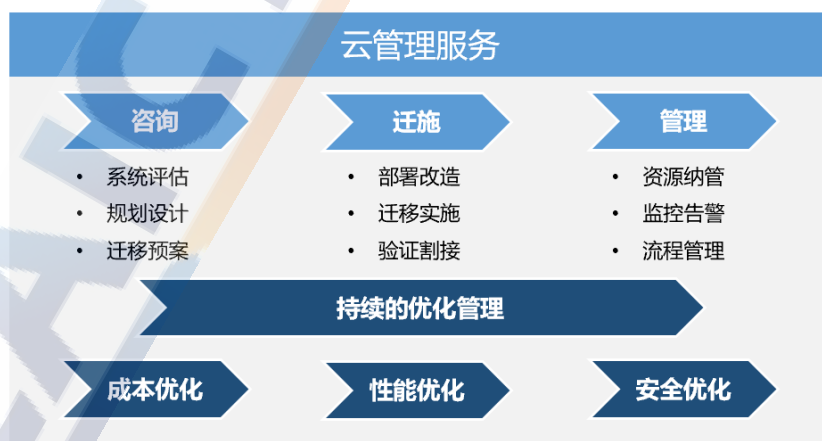 云管理服务
咨询
迁施
管理
• 系统评估
• 部署改造
• 资源纳管
• 规划设计
• 迁移实施
• 监控告警
• 迁移预案
• 验证割接
• 流程管理
持续的优化管理
成本优化
性能优化
安全优化